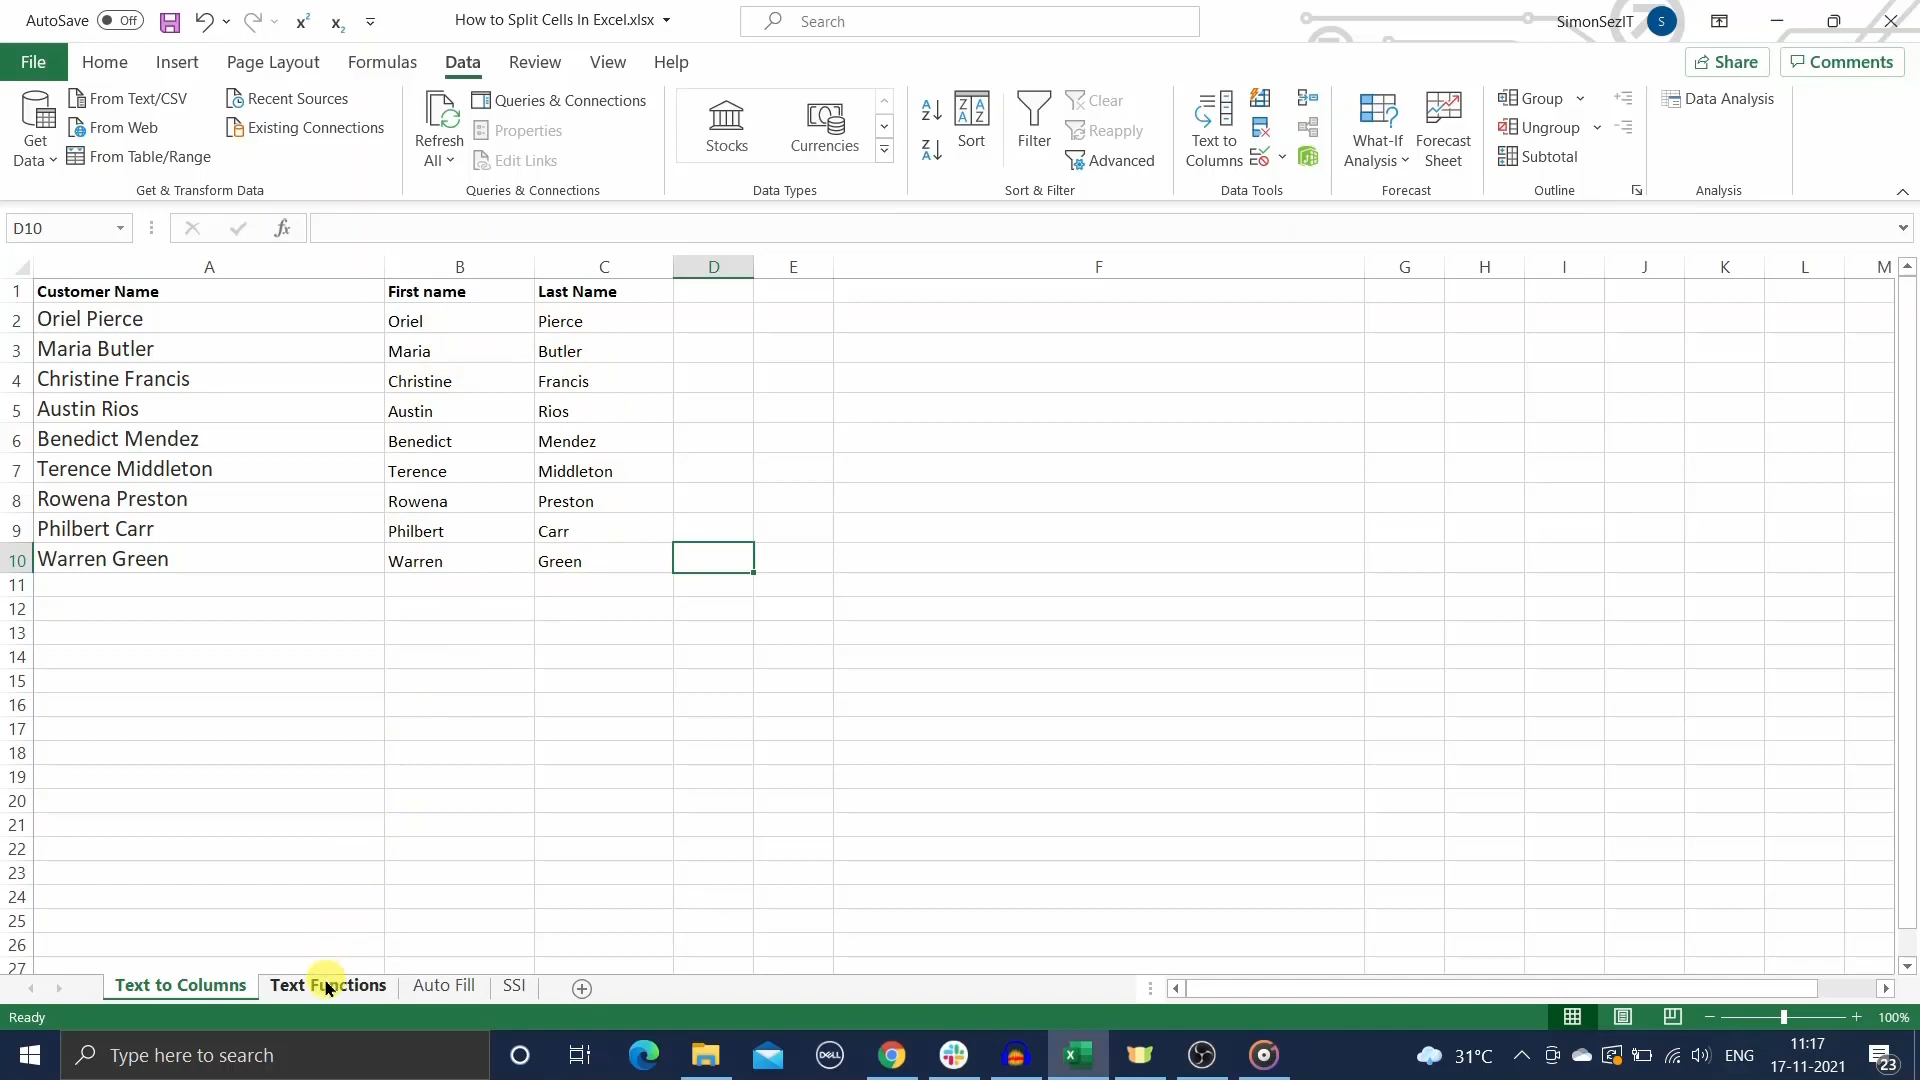 AutoSave Off x² x₂ How to Split Cells In Excel.xlsx Search SimonSezIT S
File Home Insert Page Layout Formulas Data Review View Help Share Comments
Get Data From Text/CSV From Web From Table/Range Recent Sources Existing Connections
Get & Transform Data
Refresh All Queries & Connections Properties Edit Links
Queries & Connections
Stocks Currencies
Data Types
Sort Filter Clear Reapply Advanced
Sort & Filter
Text to Columns
Data Tools
What-If Analysis Forecast Sheet
Forecast
Group Ungroup Subtotal
Outline
Data Analysis
Analysis
D10 fx
A B C D E F G H I J K L M
1 Customer Name First name Last Name
2 Oriel Pierce Oriel Pierce
3 Maria Butler Maria Butler
4 Christine Francis Christine Francis
5 Austin Rios Austin Rios
6 Benedict Mendez Benedict Mendez
7 Terence Middleton Terence Middleton
8 Rowena Preston Rowena Preston
9 Philbert Carr Philbert Carr
10 Warren Green Warren Green
11
12
13
14
15
16
17
18
19
20
21
22
23
24
25
26
27
Text to Columns Text Functions Auto Fill SSI
Ready 100%
Type here to search DELL 31°C ENG 11:17
17-11-2021 23